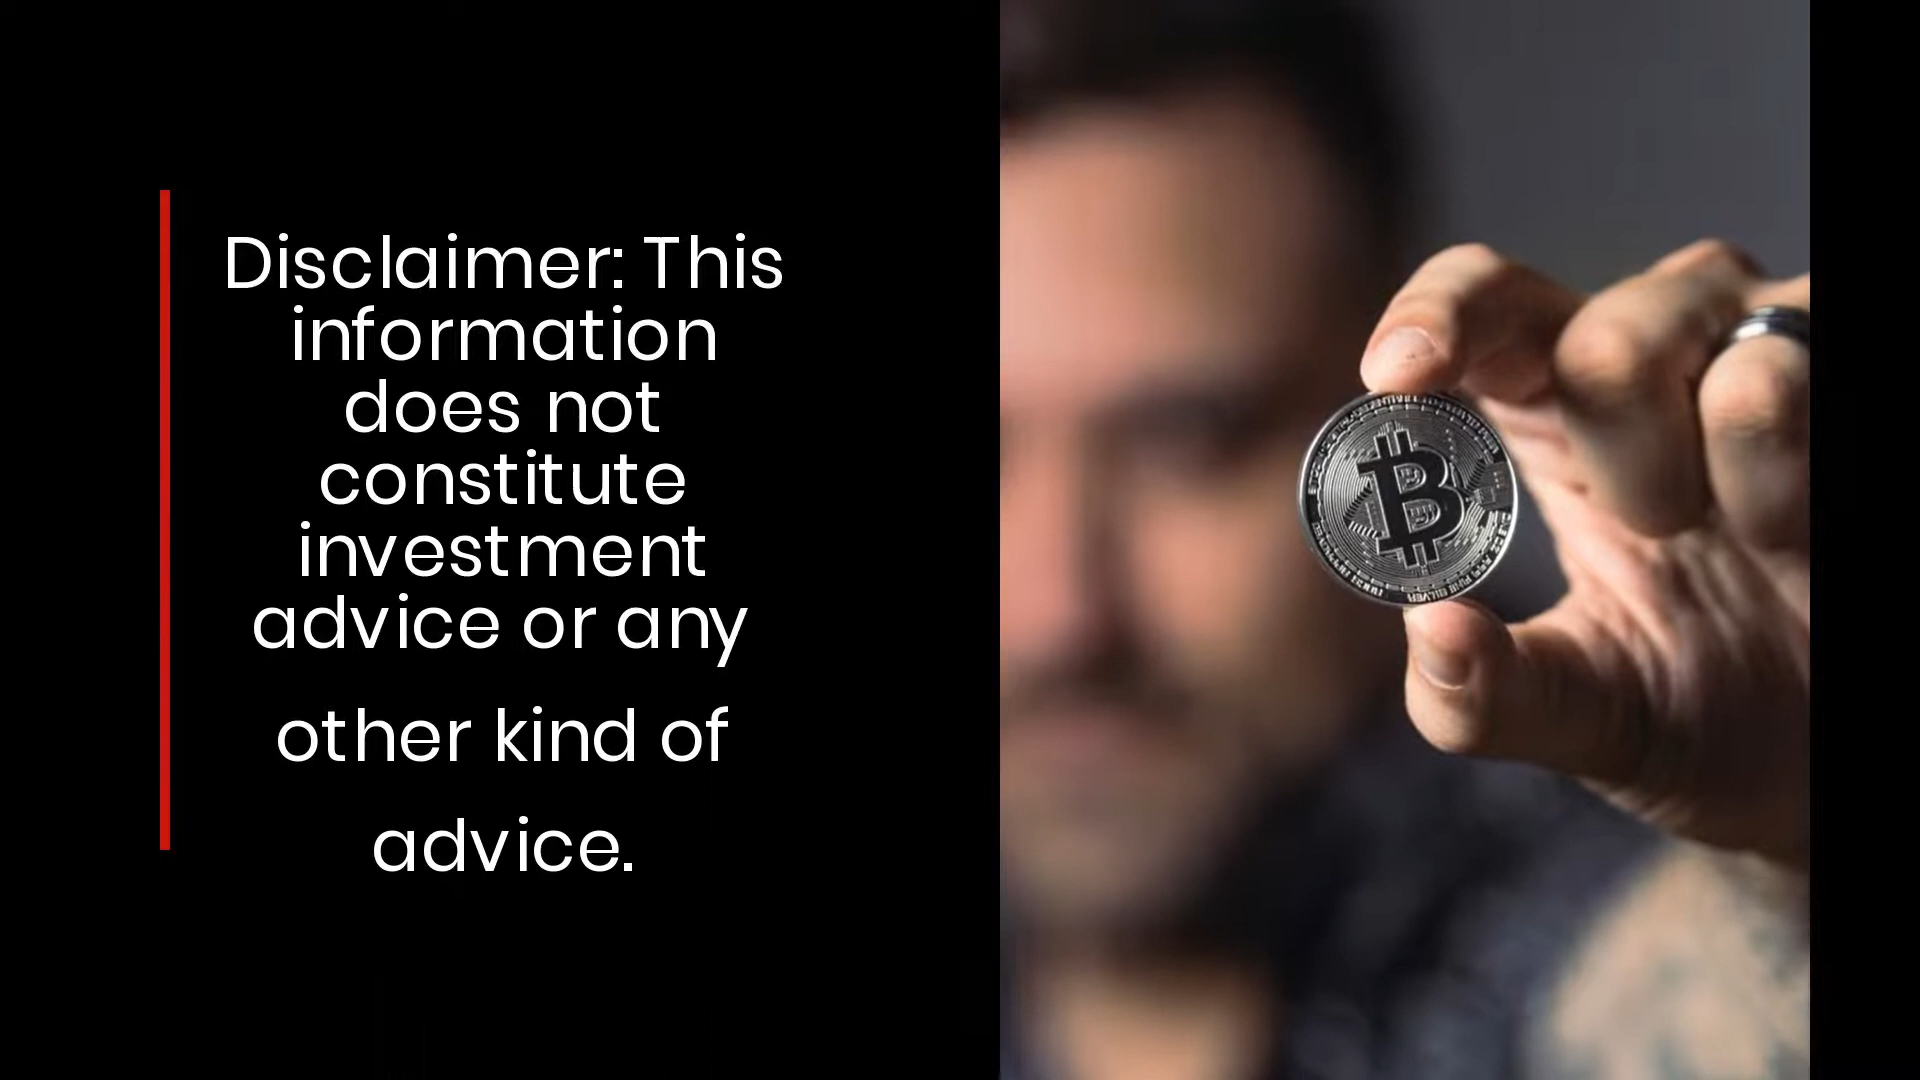 Disclaimer: This
information
does not
constitute
investment
advice or any
other kind of
advice.